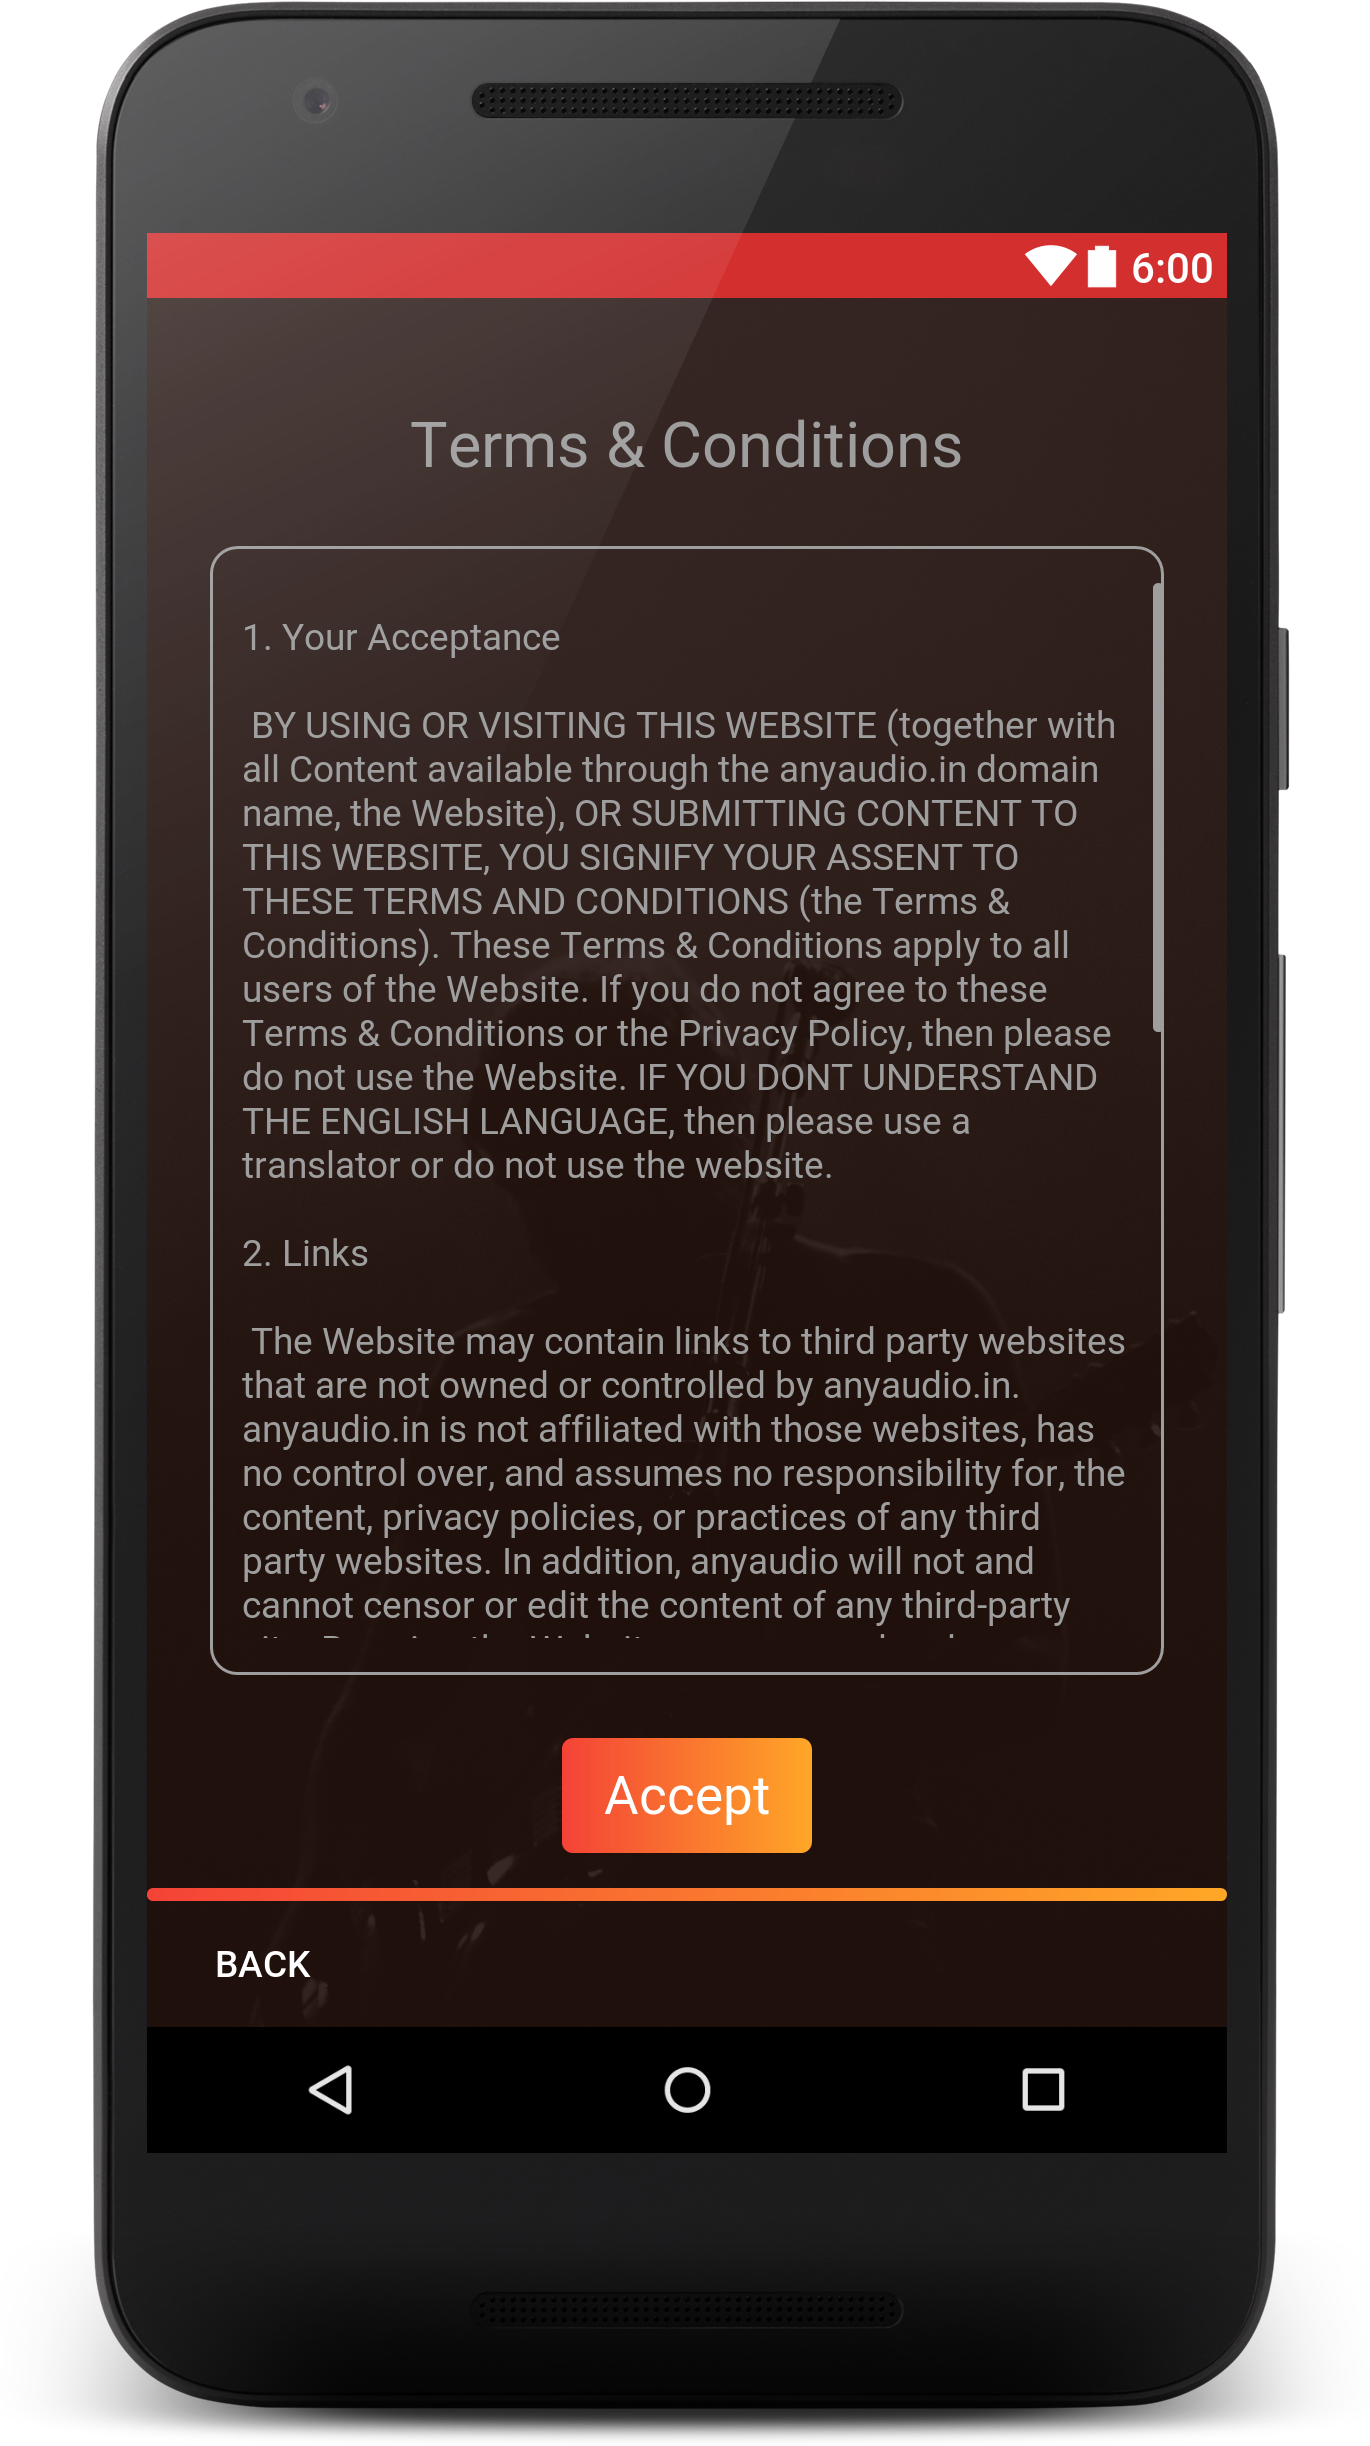 6:00
Terms & Conditions
1. Your Acceptance
BY USING OR VISITING THIS WEBSITE (together with
all Content available through the anyaudio.in domain
name, the Website), OR SUBMITTING CONTENT TO
THIS WEBSITE, YOU SIGNIFY YOUR ASSENT TO
THESE TERMS AND CONDITIONS (the Terms &
Conditions). These Terms & Conditions apply to all
users of the Website. If you do not agree to these
Terms & Conditions or the Privacy Policy, then please
do not use the Website. IF YOU DONT UNDERSTAND
THE ENGLISH LANGUAGE, then please use a
translator or do not use the website.
2. Links
The Website may contain links to third party websites
that are not owned or controlled by anyaudio.in.
anyaudio.in is not affiliated with those websites, has
no control over, and assumes no responsibility for, the
content, privacy policies, or practices of any third
party websites. In addition, anyaudio will not and
cannot censor or edit the content of any third-party
Accept
BACK